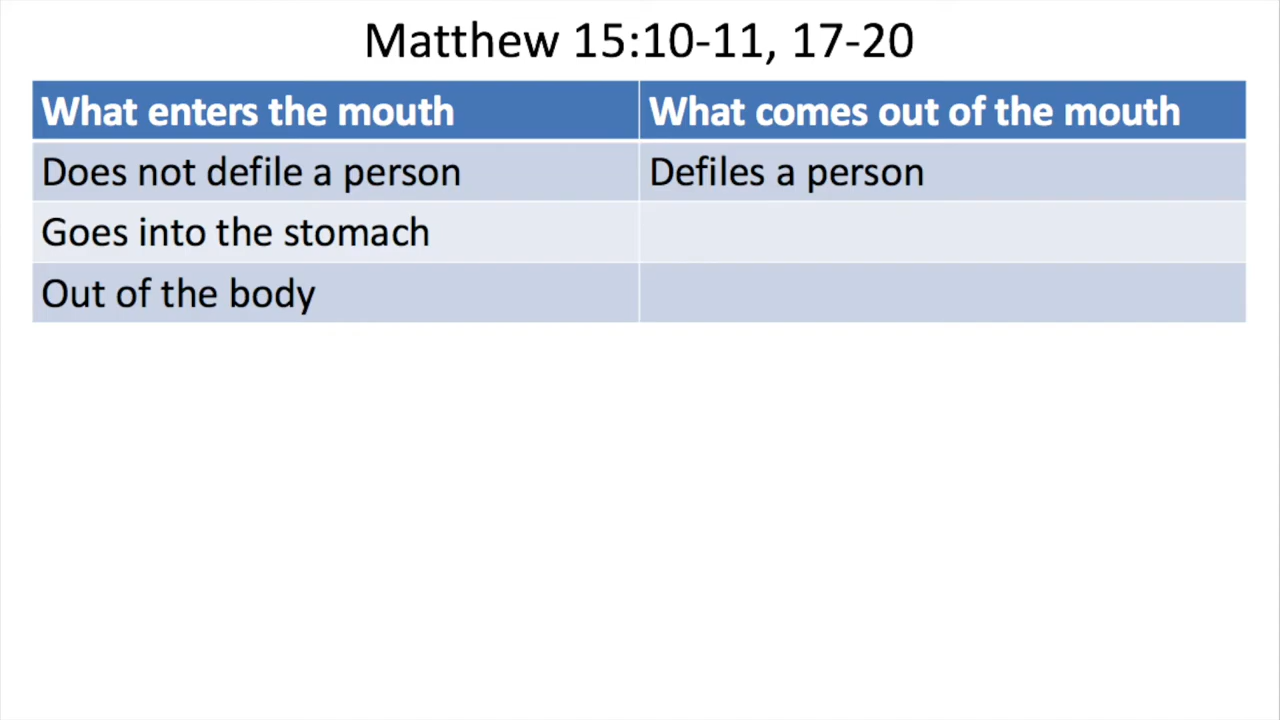 Matthew 15:10-11, 17-20
What enters the mouth What comes out of the mouth
Does not defile a person Defiles a person
Goes into the stomach
Out of the body